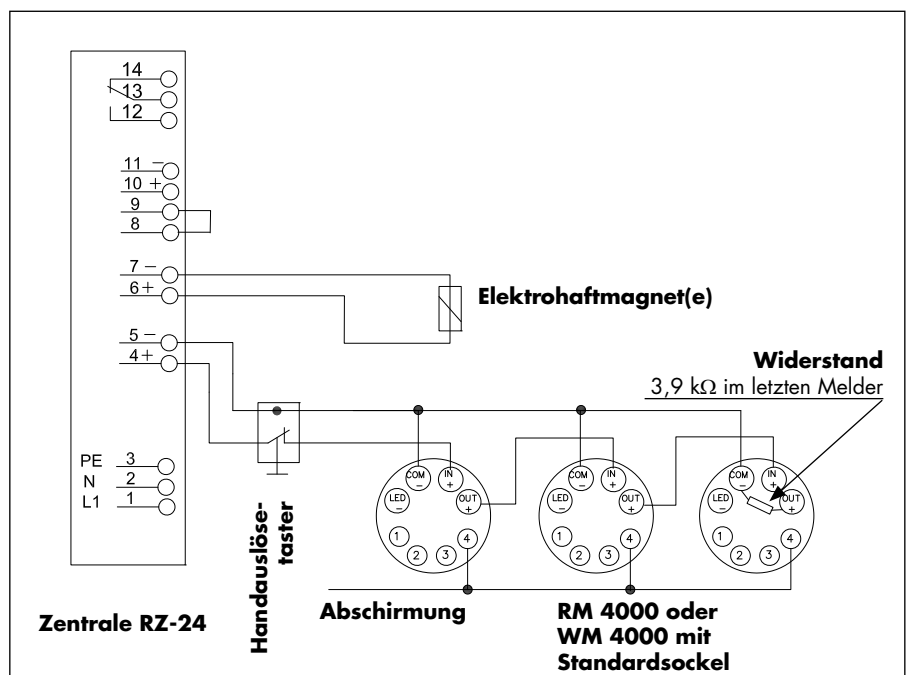 14
13
12
11 −
10 +
9
8
7 −
6 +
5 −
4 +
PE 3
N 2
L1 1
Elektrohaftmagnet(e)
Widerstand
3,9 kΩ im letzten Melder
Handauslöse-
taster
COM − IN +
LED − OUT +
1 2 3 4
COM − IN +
LED − OUT +
1 2 3 4
COM − IN +
LED − OUT +
1 2 3 4
Zentrale RZ-24
Abschirmung
RM 4000 oder
WM 4000 mit
Standardsockel